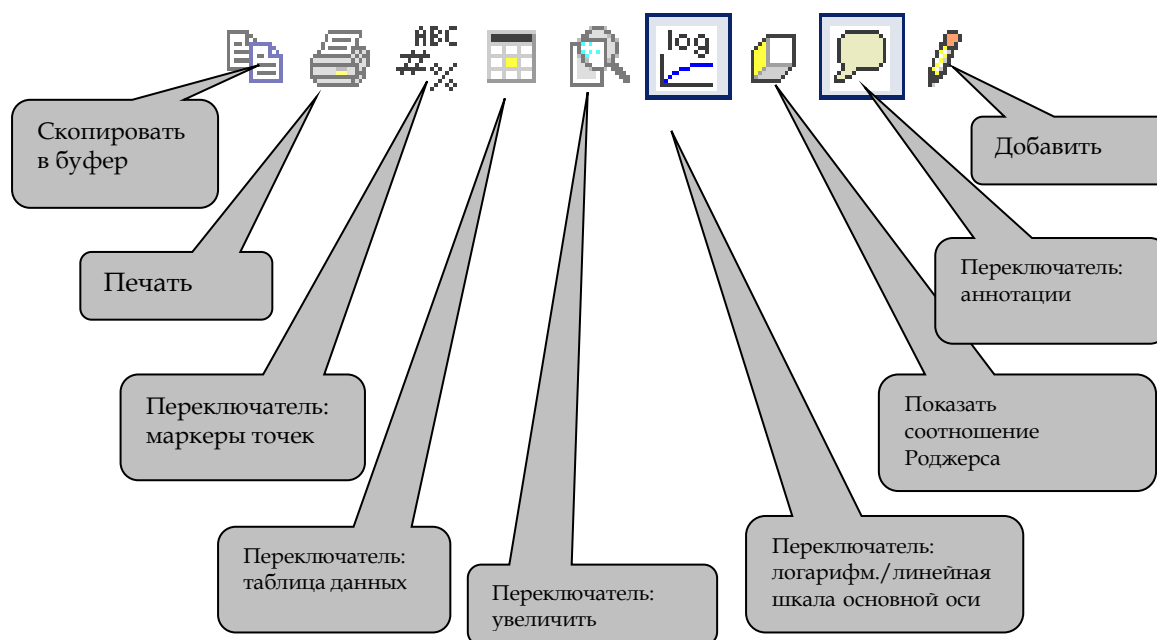 ABC
#%
log
Скопировать
в буфер
Добавить
Печать
Переключатель:
аннотации
Переключатель:
маркеры точек
Показать
соотношение
Роджерса
Переключатель:
таблица данных
Переключатель:
увеличить
Переключатель:
логарифм./линейная
шкала основной оси